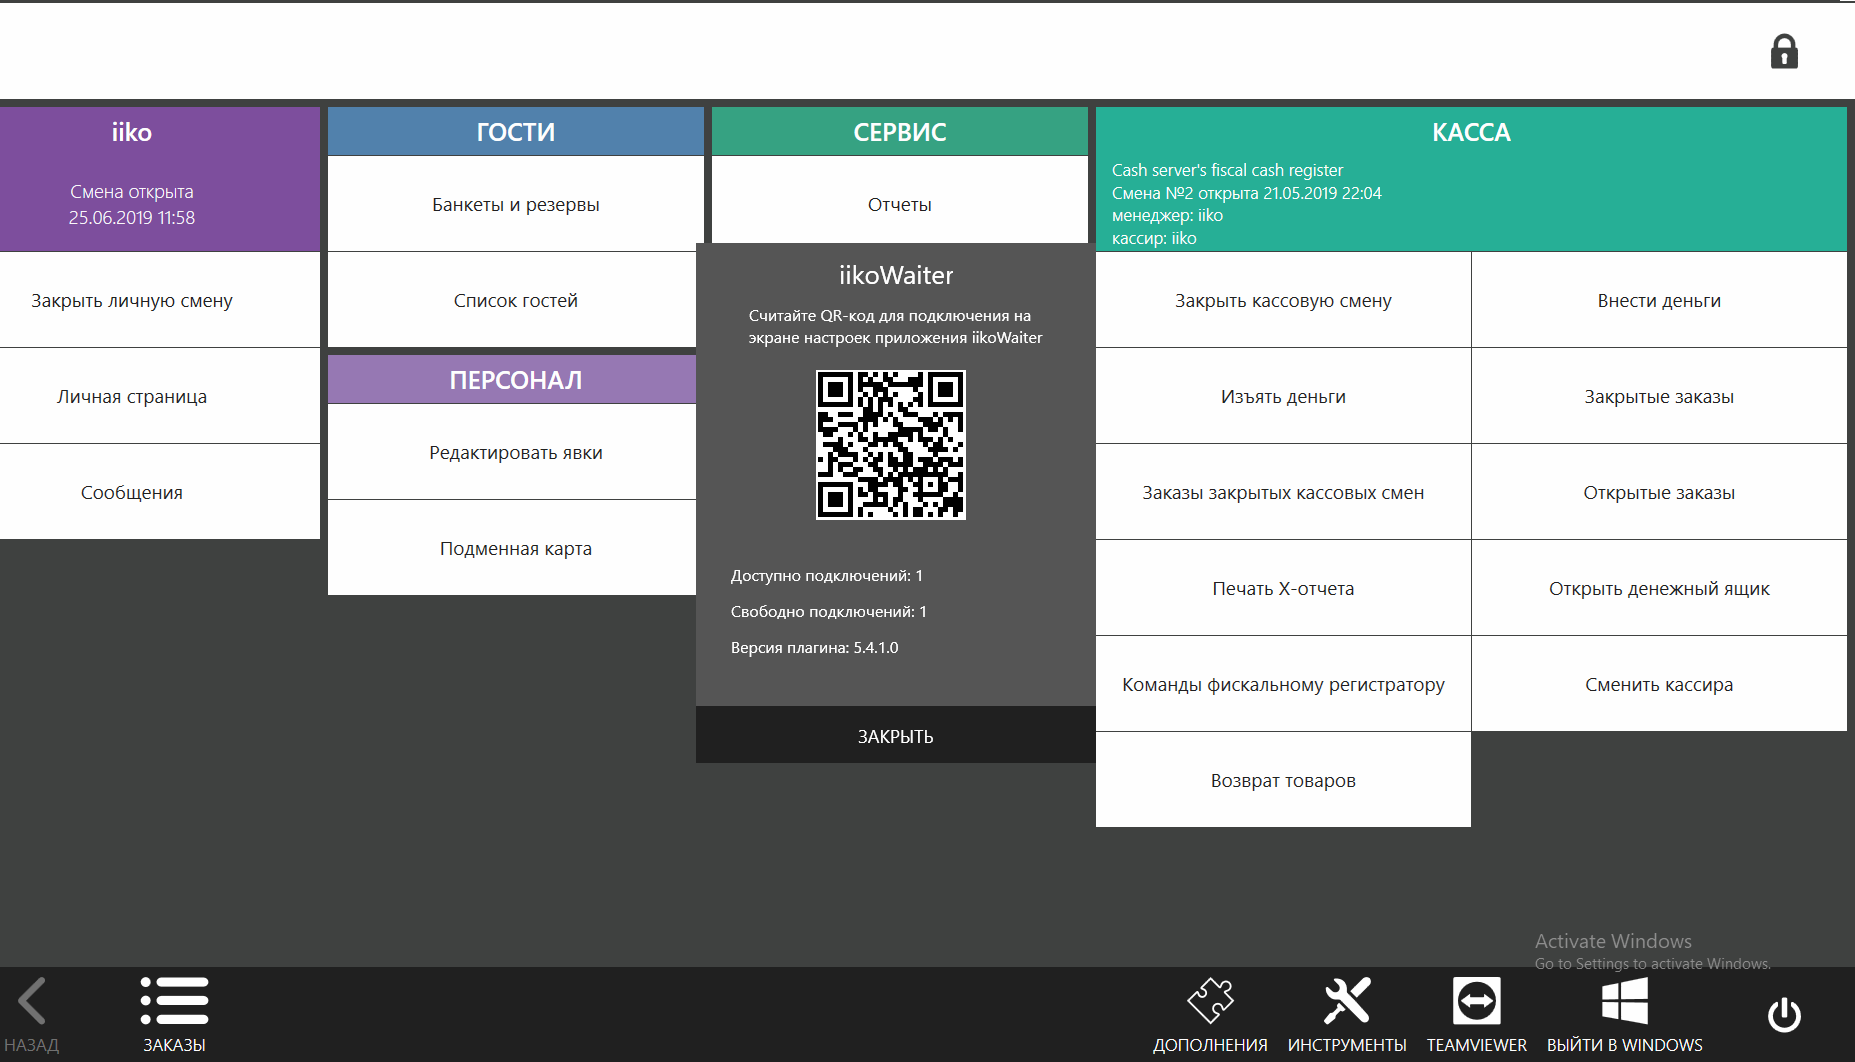 iiko
Смена открыта
25.06.2019 11:58
Закрыть личную смену
Личная страница
Сообщения
ГОСТИ
Банкеты и резервы
Список гостей
ПЕРСОНАЛ
Редактировать явки
Подменная карта
СЕРВИС
Отчеты
iikoWaiter
Считайте QR-код для подключения на
экране настроек приложения iikoWaiter
Доступно подключений: 1
Свободно подключений: 1
Версия плагина: 5.4.1.0
ЗАКРЫТЬ
КАССА
Cash server's fiscal cash register
Смена №2 открыта 21.05.2019 22:04
менеджер: iiko
кассир: iiko
Закрыть кассовую смену
Внести деньги
Изъять деньги
Закрытые заказы
Заказы закрытых кассовых смен
Открытые заказы
Печать X-отчета
Открыть денежный ящик
Команды фискальному регистратору
Сменить кассира
Возврат товаров
Activate Windows
Go to Settings to activate Windows.
НАЗАД
ЗАКАЗЫ
ДОПОЛНЕНИЯ
ИНСТРУМЕНТЫ
TEAMVIEWER
ВЫЙТИ В WINDOWS